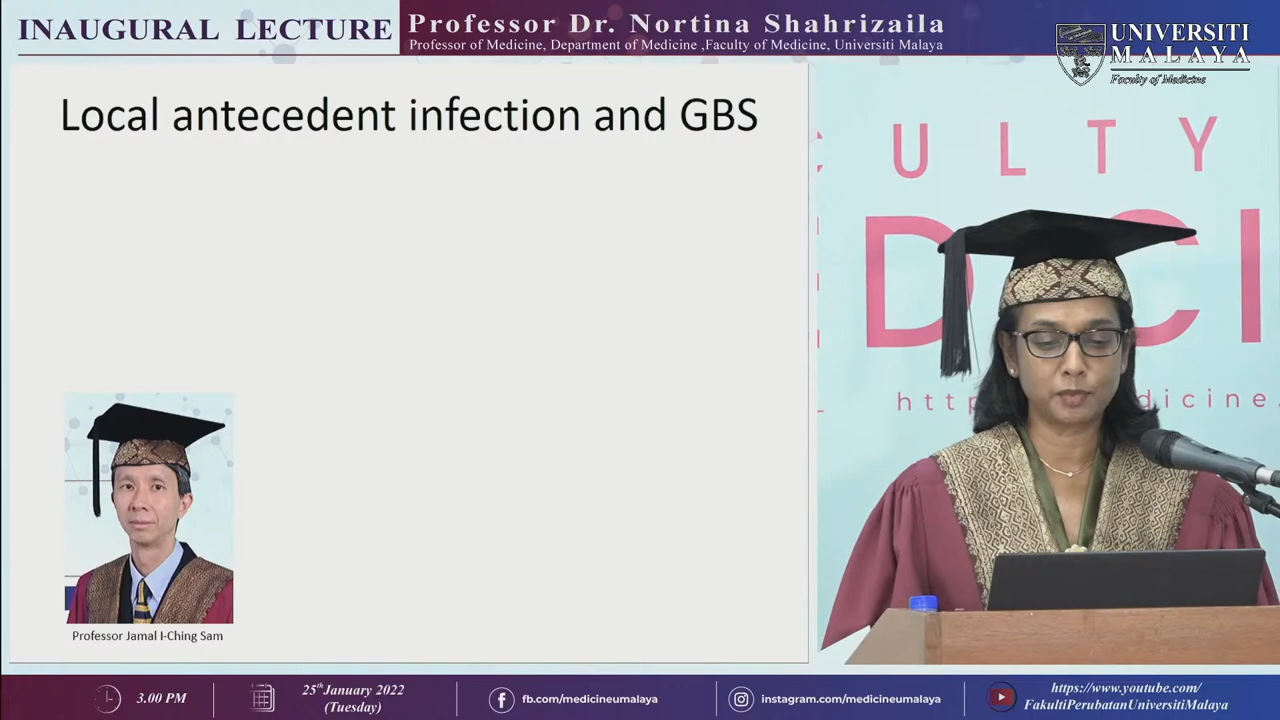 INAUGURAL LECTURE
Professor Dr. Nortina Shahrizaila
Professor of Medicine, Department of Medicine ,Faculty of Medicine, Universiti Malaya
UNIVERSITI
MALAYA
Faculty of Medicine
Local antecedent infection and GBS
Professor Jamal I-Ching Sam
ULTY
EDICI
http
dicine.
3.00 PM
25th January 2022
(Tuesday)
fb.com/medicineumalaya
instagram.com/medicineumalaya
https://www.youtube.com/
FakultiPerubatanUniversitiMalaya